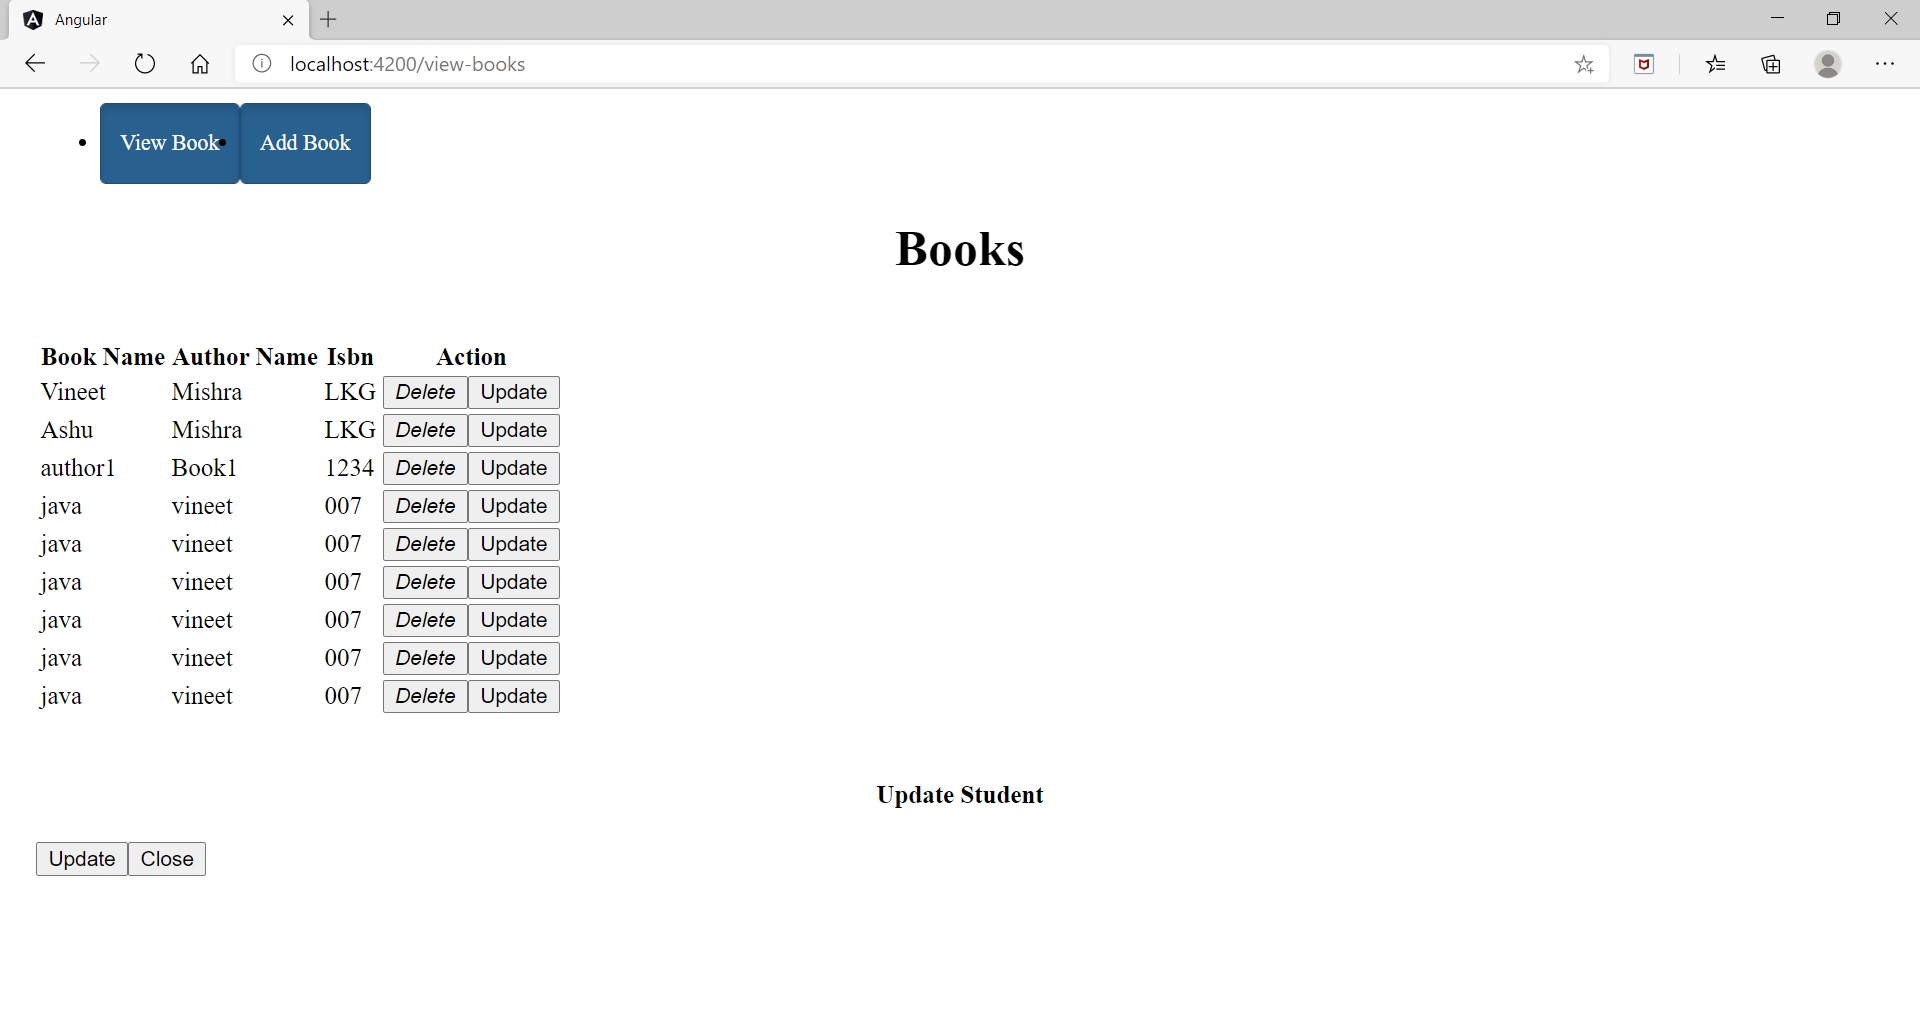 Angular
localhost:4200/view-books
View Book Add Book
Books
Book Name Author Name Isbn Action
Vineet Mishra LKG Delete Update
Ashu Mishra LKG Delete Update
author1 Book1 1234 Delete Update
java vineet 007 Delete Update
java vineet 007 Delete Update
java vineet 007 Delete Update
java vineet 007 Delete Update
java vineet 007 Delete Update
java vineet 007 Delete Update
Update Student
Update Close